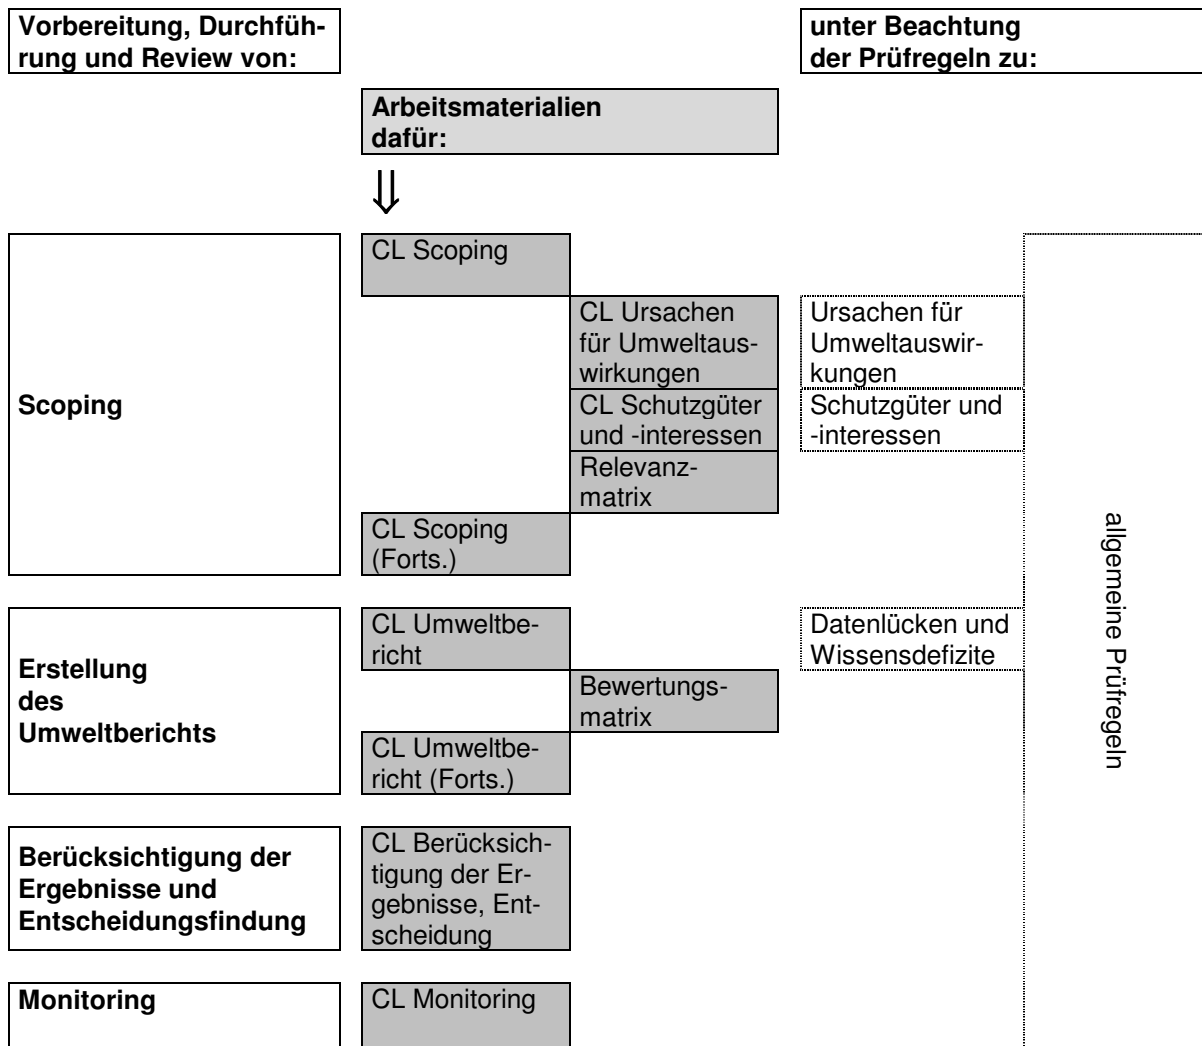 Vorbereitung, Durchfüh-
rung und Review von:
unter Beachtung
der Prüfregeln zu:
Arbeitsmaterialien
dafür:
⇓
Scoping
CL Scoping
CL Ursachen
für Umweltaus-
wirkungen
Ursachen für
Umweltauswir-
kungen
CL Schutzgüter
und -interessen
Schutzgüter und
-interessen
Relevanz-
matrix
CL Scoping
(Forts.)
allgemeine Prüfregeln
Erstellung
des
Umweltberichts
CL Umweltbe-
richt
Datenlücken und
Wissensdefizite
Bewertungs-
matrix
CL Umweltbe-
richt (Forts.)
Berücksichtigung der
Ergebnisse und
Entscheidungsfindung
CL Berücksich-
tigung der Er-
gebnisse, Ent-
scheidung
Monitoring
CL Monitoring